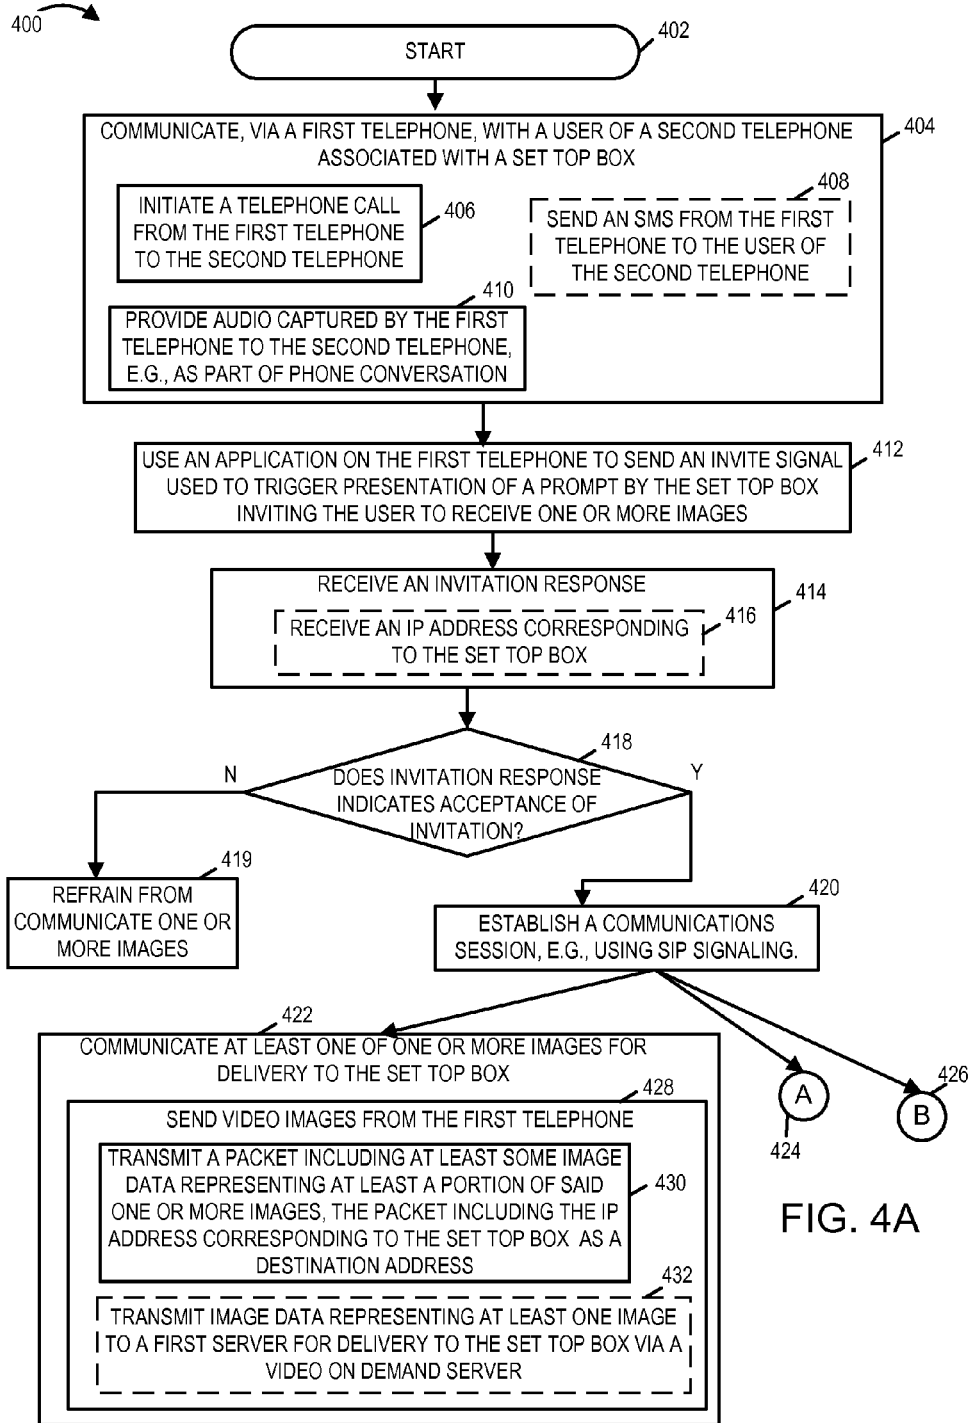 400
START
402
COMMUNICATE, VIA A FIRST TELEPHONE, WITH A USER OF A SECOND TELEPHONE
ASSOCIATED WITH A SET TOP BOX
404
INITIATE A TELEPHONE CALL
FROM THE FIRST TELEPHONE
TO THE SECOND TELEPHONE
406
408
SEND AN SMS FROM THE FIRST
TELEPHONE TO THE USER OF
THE SECOND TELEPHONE
410
PROVIDE AUDIO CAPTURED BY THE FIRST
TELEPHONE TO THE SECOND TELEPHONE,
E.G., AS PART OF PHONE CONVERSATION
USE AN APPLICATION ON THE FIRST TELEPHONE TO SEND AN INVITE SIGNAL
USED TO TRIGGER PRESENTATION OF A PROMPT BY THE SET TOP BOX
INVITING THE USER TO RECEIVE ONE OR MORE IMAGES
412
RECEIVE AN INVITATION RESPONSE
414
RECEIVE AN IP ADDRESS CORRESPONDING
TO THE SET TOP BOX
416
418
N
Y
DOES INVITATION RESPONSE
INDICATES ACCEPTANCE OF
INVITATION?
419
REFRAIN FROM
COMMUNICATE ONE OR
MORE IMAGES
420
ESTABLISH A COMMUNICATIONS
SESSION, E.G., USING SIP SIGNALING.
422
COMMUNICATE AT LEAST ONE OF ONE OR MORE IMAGES FOR
DELIVERY TO THE SET TOP BOX
A
424
B
426
428
SEND VIDEO IMAGES FROM THE FIRST TELEPHONE
TRANSMIT A PACKET INCLUDING AT LEAST SOME IMAGE
DATA REPRESENTING AT LEAST A PORTION OF SAID
ONE OR MORE IMAGES, THE PACKET INCLUDING THE IP
ADDRESS CORRESPONDING TO THE SET TOP BOX AS A
DESTINATION ADDRESS
430
FIG. 4A
432
TRANSMIT IMAGE DATA REPRESENTING AT LEAST ONE IMAGE
TO A FIRST SERVER FOR DELIVERY TO THE SET TOP BOX VIA A
VIDEO ON DEMAND SERVER